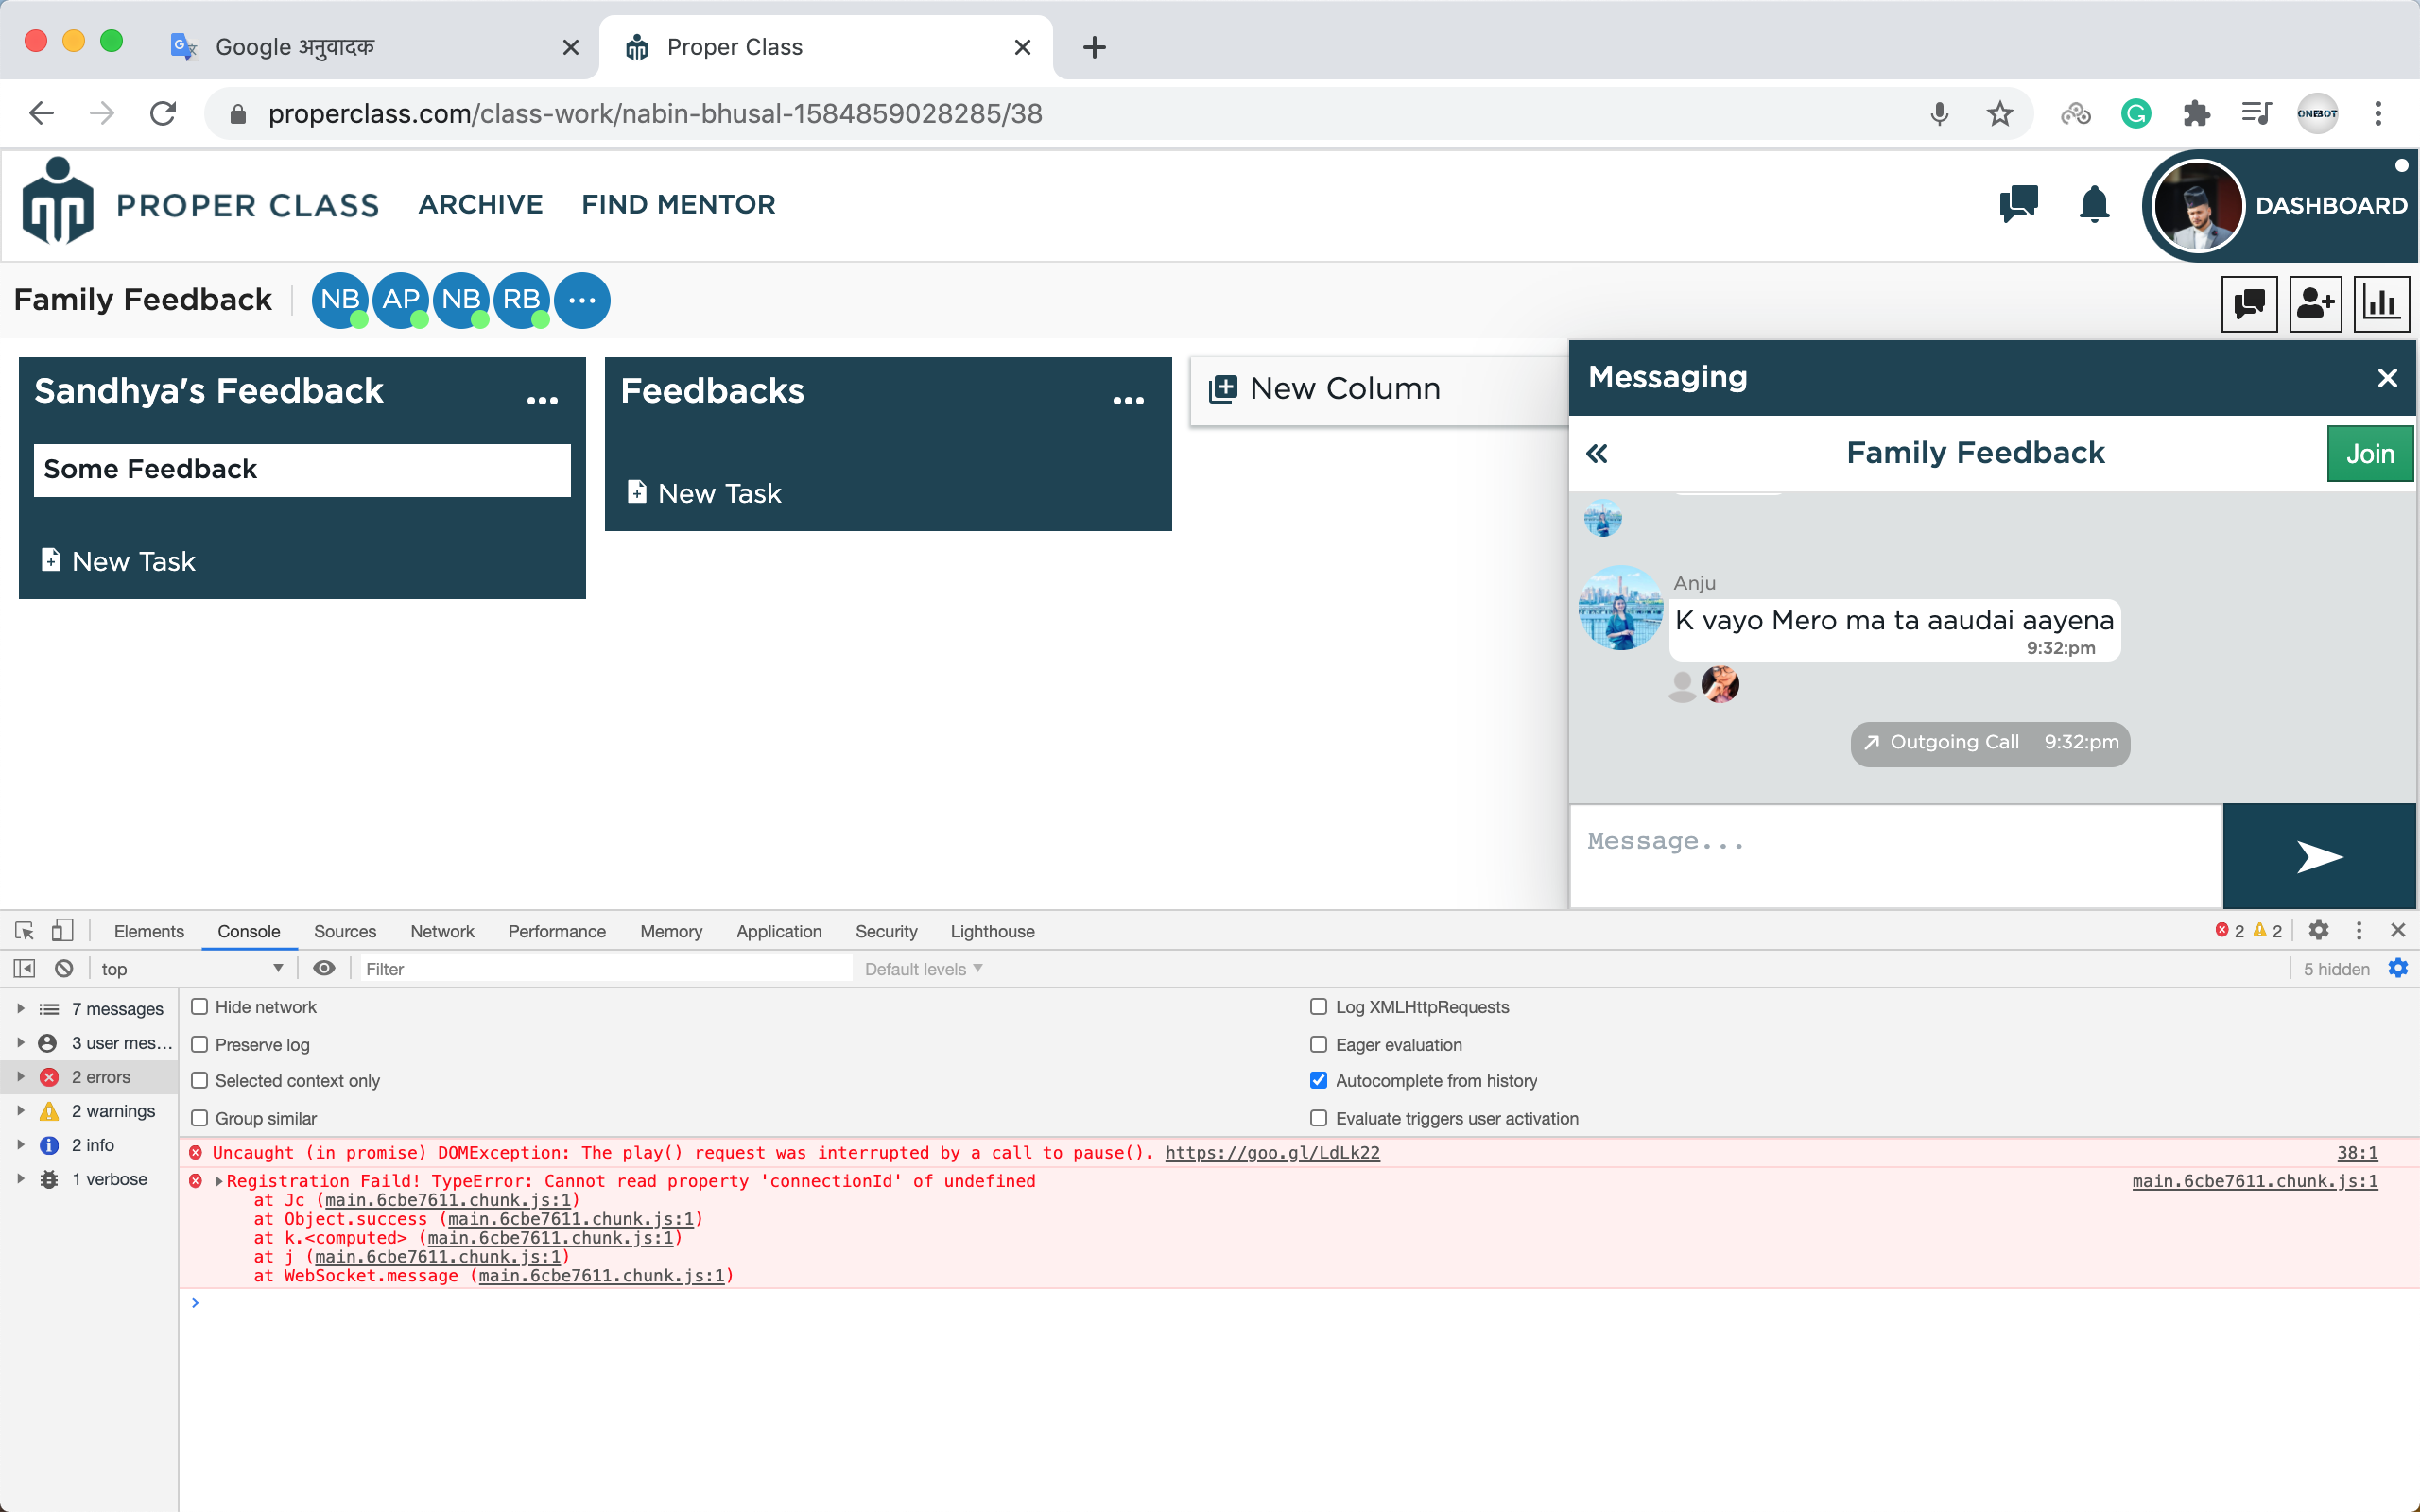 Google अनुवादक
Proper Class
properclass.com/class-work/nabin-bhusal-1584859028285/38
ONEBOT
PROPER CLASS
ARCHIVE
FIND MENTOR
DASHBOARD
Family Feedback
NB
AP
NB
RB
...
Sandhya's Feedback
Some Feedback
New Task
Feedbacks
New Task
New Column
Messaging
Family Feedback
Join
Anju
K vayo Mero ma ta aaudai aayena
9:32:pm
Outgoing Call 9:32:pm
Message...
Elements Console Sources Network Performance Memory Application Security Lighthouse
2 2
top
Filter
Default levels
5 hidden
7 messages
3 user mes...
2 errors
2 warnings
2 info
1 verbose
Hide network
Preserve log
Selected context only
Group similar
Log XMLHttpRequests
Eager evaluation
Autocomplete from history
Evaluate triggers user activation
Uncaught (in promise) DOMException: The play() request was interrupted by a call to pause(). https://goo.gl/LdLk22 38:1
Registration Faild! TypeError: Cannot read property 'connectionId' of undefined main.6cbe7611.chunk.js:1
at Jc (main.6cbe7611.chunk.js:1)
at Object.success (main.6cbe7611.chunk.js:1)
at k.<computed> (main.6cbe7611.chunk.js:1)
at j (main.6cbe7611.chunk.js:1)
at WebSocket.message (main.6cbe7611.chunk.js:1)